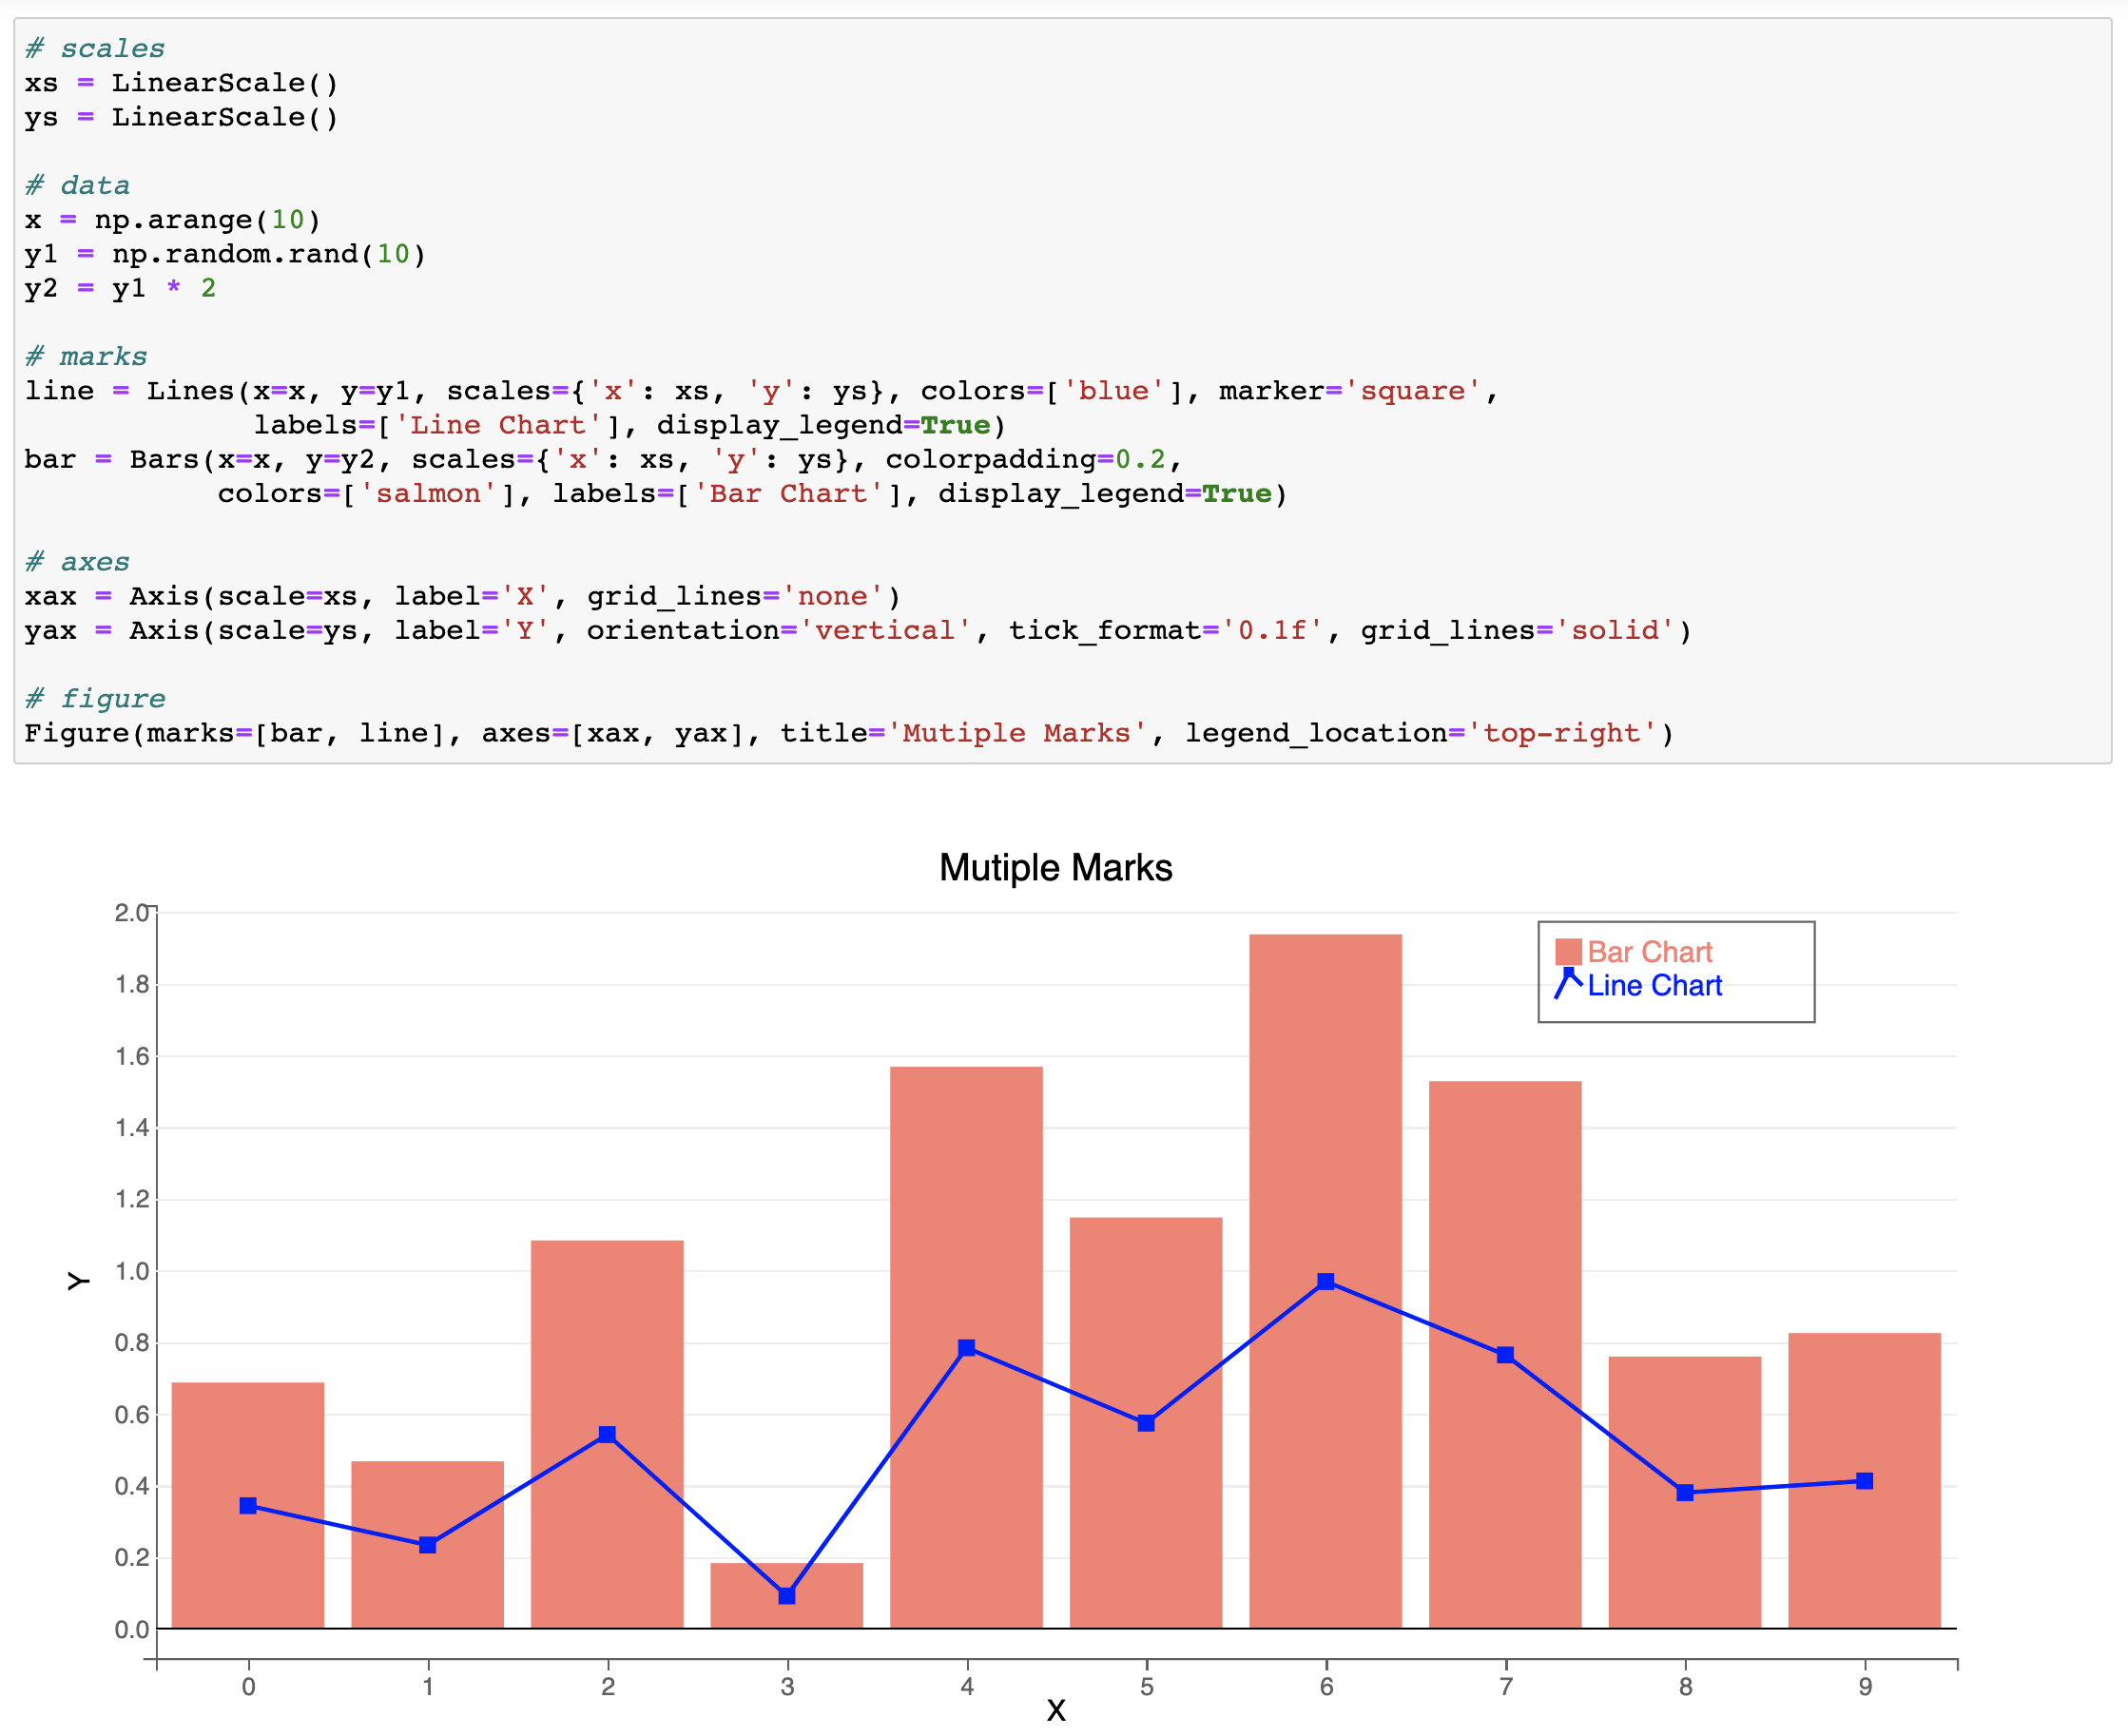 # scales
xs = LinearScale()
ys = LinearScale()

# data
x = np.arange(10)
y1 = np.random.rand(10)
y2 = y1 * 2

# marks
line = Lines(x=x, y=y1, scales={'x': xs, 'y': ys}, colors=['blue'], marker='square',
             labels=['Line Chart'], display_legend=True)
bar = Bars(x=x, y=y2, scales={'x': xs, 'y': ys}, colorpadding=0.2,
           colors=['salmon'], labels=['Bar Chart'], display_legend=True)

# axes
xax = Axis(scale=xs, label='X', grid_lines='none')
yax = Axis(scale=ys, label='Y', orientation='vertical', tick_format='0.1f', grid_lines='solid')

# figure
Figure(marks=[bar, line], axes=[xax, yax], title='Mutiple Marks', legend_location='top-right')
Mutiple Marks
2.0
1.8
1.6
1.4
1.2
1.0
0.8
0.6
0.4
0.2
0.0
Y
Bar Chart
Line Chart
0 1 2 3 4 5 6 7 8 9
X